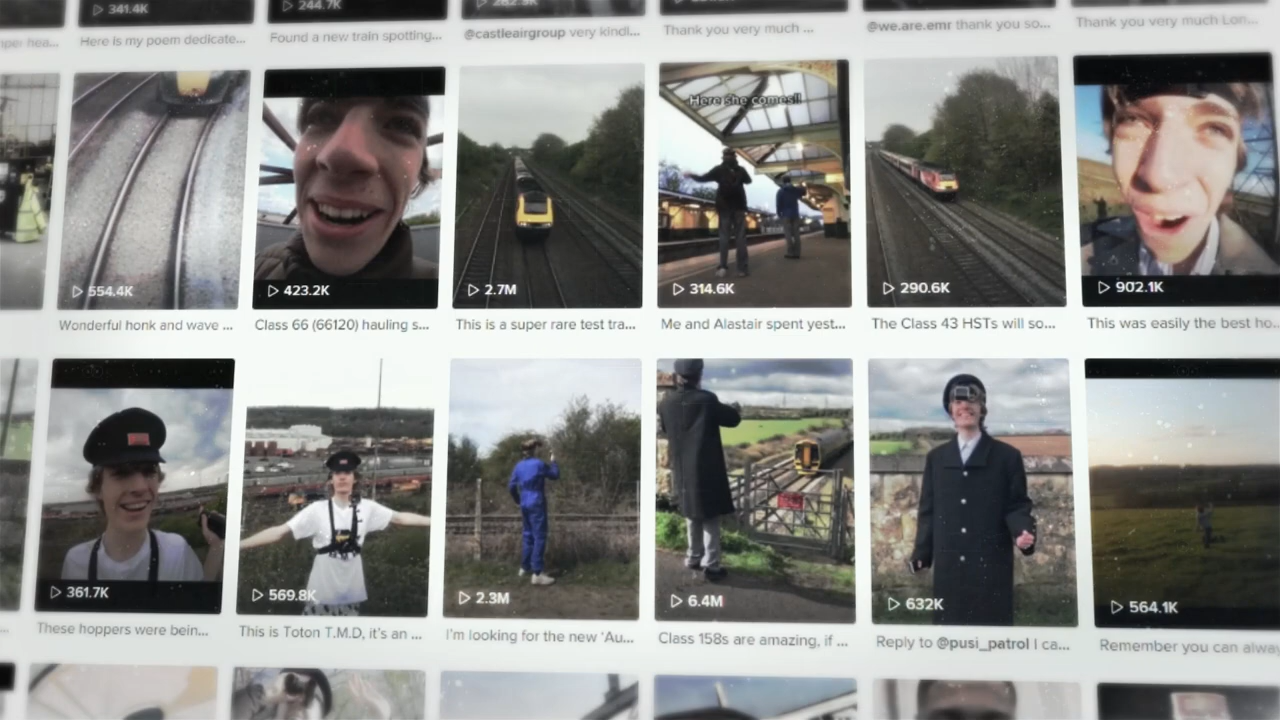 341.4K
244.7K
Here is my poem dedicate...
Found a new train spotting...
@castleairgroup very kindl...
Thank you very much ...
@we.are.emr thank you so...
Thank you very much Lon...
Here she comes!!
554.4K
423.2K
2.7M
314.6K
290.6K
902.1K
Wonderful honk and wave ...
Class 66 (66120) hauling s...
This is a super rare test tra...
Me and Alastair spent yest...
The Class 43 HSTs will so...
This was easily the best ho...
361.7K
569.8K
2.3M
6.4M
632K
564.1K
These hoppers were bein...
This is Toton T.M.D, it's an ...
I'm looking for the new 'Au...
Class 158s are amazing, if ...
Reply to @pusi_patrol I ca...
Remember you can alway